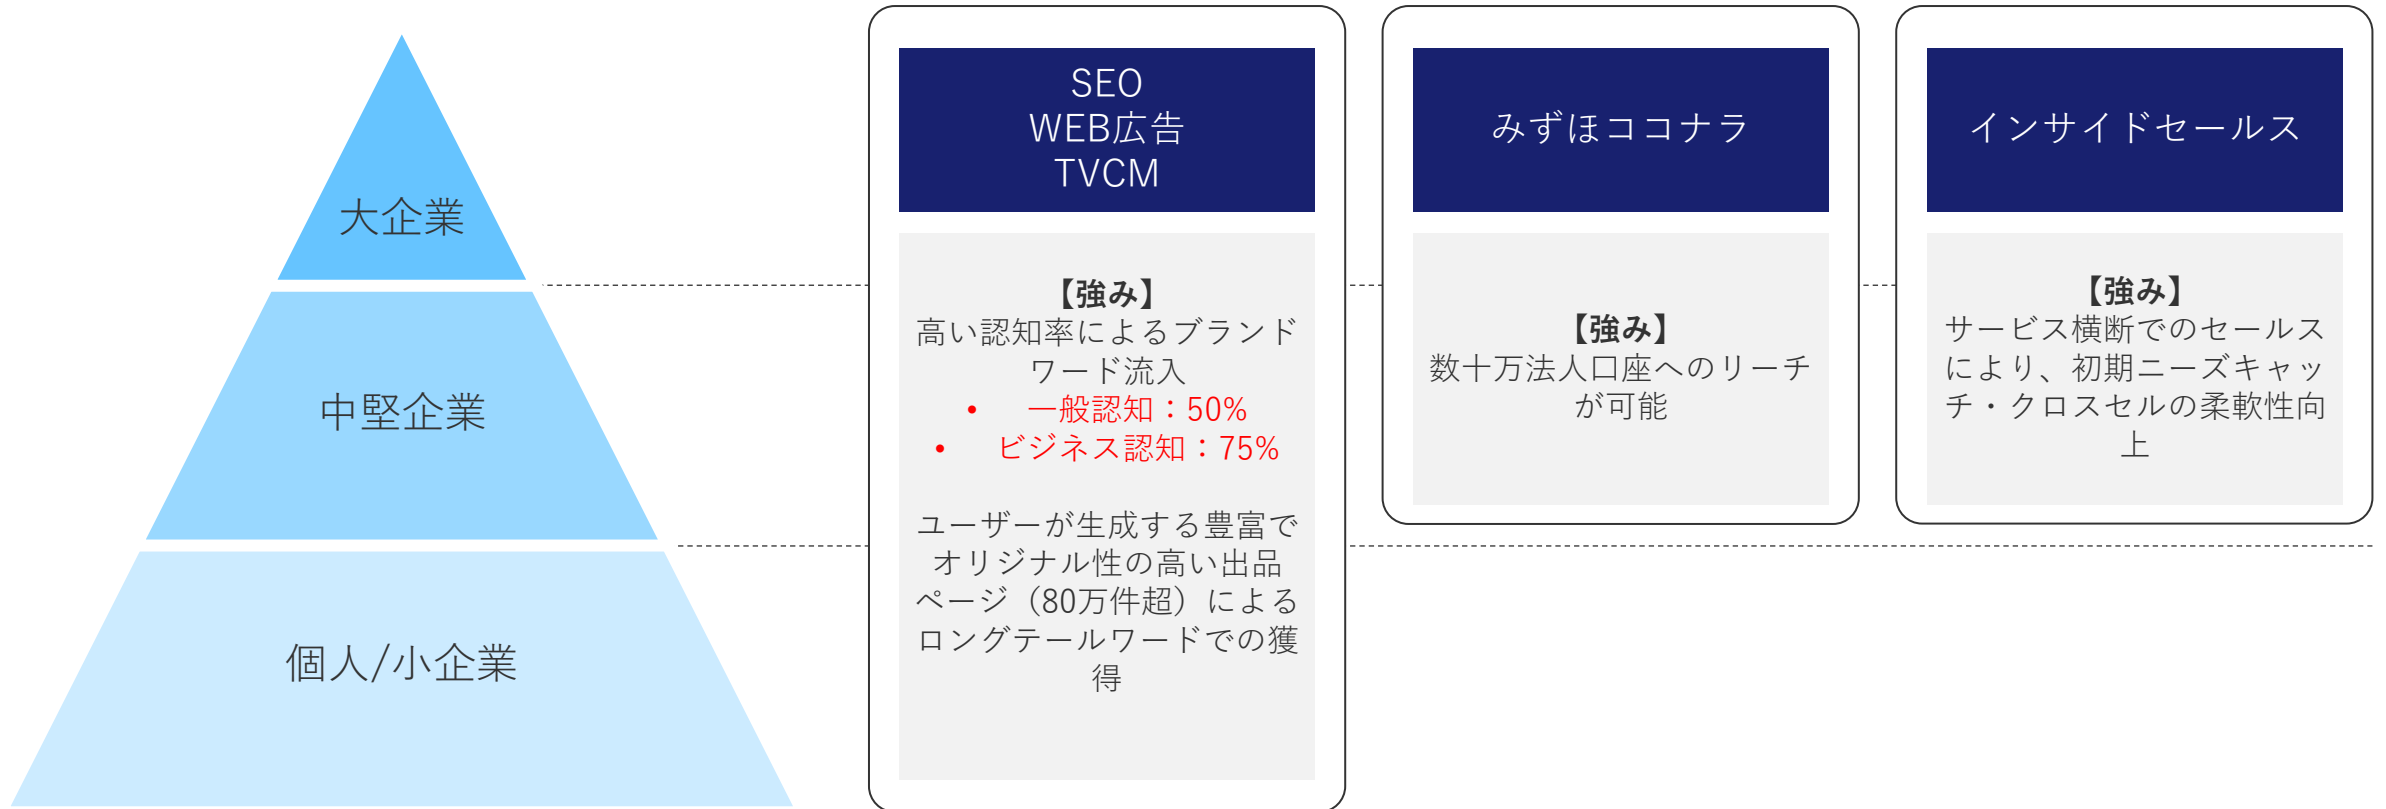 大企業
中堅企業
個人/小企業
SEO
WEB広告
TVCM
【強み】
高い認知率によるブランド
ワード流入
• 一般認知：50%
• ビジネス認知：75%
ユーザーが生成する豊富で
オリジナル性の高い出品
ページ（80万件超）による
ロングテールワードでの獲
得
みずほココナラ
【強み】
数十万法人口座へのリーチ
が可能
インサイドセールス
【強み】
サービス横断でのセールス
により、初期ニーズキャッ
チ・クロスセルの柔軟性向
上